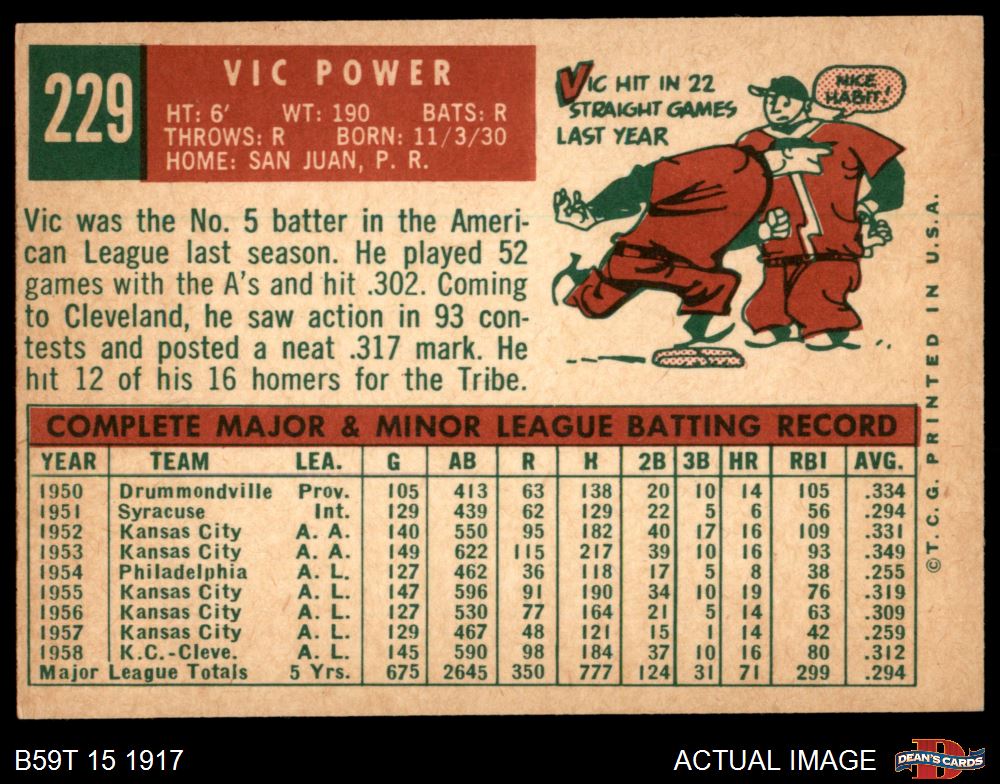 229
VIC POWER
HT: 6' WT: 190 BATS: R
THROWS: R BORN: 11/3/30
HOME: SAN JUAN, P. R.
VIC HIT IN 22
STRAIGHT GAMES
LAST YEAR
NICE
HABIT!
Vic was the No. 5 batter in the Ameri-
can League last season. He played 52
games with the A's and hit .302. Coming
to Cleveland, he saw action in 93 con-
tests and posted a neat .317 mark. He
hit 12 of his 16 homers for the Tribe.
COMPLETE MAJOR & MINOR LEAGUE BATTING RECORD
YEAR TEAM LEA. G AB R H 2B 3B HR RBI AVG.
1950 Drummondville Prov. 105 413 63 138 20 10 14 105 .334
1951 Syracuse Int. 129 439 62 129 22 5 6 56 .294
1952 Kansas City A. A. 140 550 95 182 40 17 16 109 .331
1953 Kansas City A. A. 149 622 115 217 39 10 16 93 .349
1954 Philadelphia A. L. 127 462 36 118 17 5 8 38 .255
1955 Kansas City A. L. 147 596 91 190 34 10 19 76 .319
1956 Kansas City A. L. 127 530 77 164 21 5 14 63 .309
1957 Kansas City A. L. 129 467 48 121 15 1 14 42 .259
1958 K.C.-Cleve. A. L. 145 590 98 184 37 10 16 80 .312
Major League Totals 5 Yrs. 675 2645 350 777 124 31 71 299 .294
© T. C. G. PRINTED IN U.S.A.
B59T 15 1917
ACTUAL IMAGE
DEAN'S CARDS